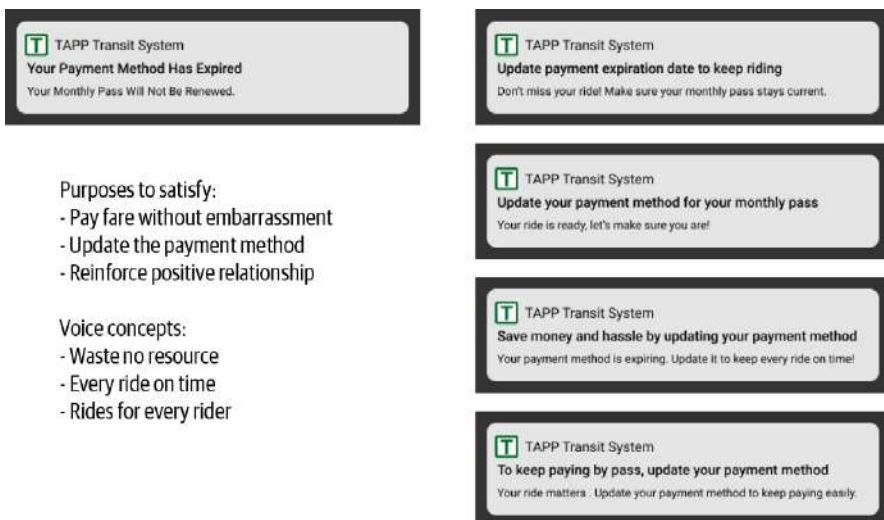 T TAPP Transit System
Your Payment Method Has Expired
Your Monthly Pass Will Not Be Renewed.
Purposes to satisfy:
- Pay fare without embarrassment
- Update the payment method
- Reinforce positive relationship
Voice concepts:
- Waste no resource
- Every ride on time
- Rides for every rider
T TAPP Transit System
Update payment expiration date to keep riding
Don't miss your ride! Make sure your monthly pass stays current.
T TAPP Transit System
Update your payment method for your monthly pass
Your ride is ready, let's make sure you are!
T TAPP Transit System
Save money and hassle by updating your payment method
Your payment method is expiring. Update it to keep every ride on time!
T TAPP Transit System
To keep paying by pass, update your payment method
Your ride matters . Update your payment method to keep paying easily.